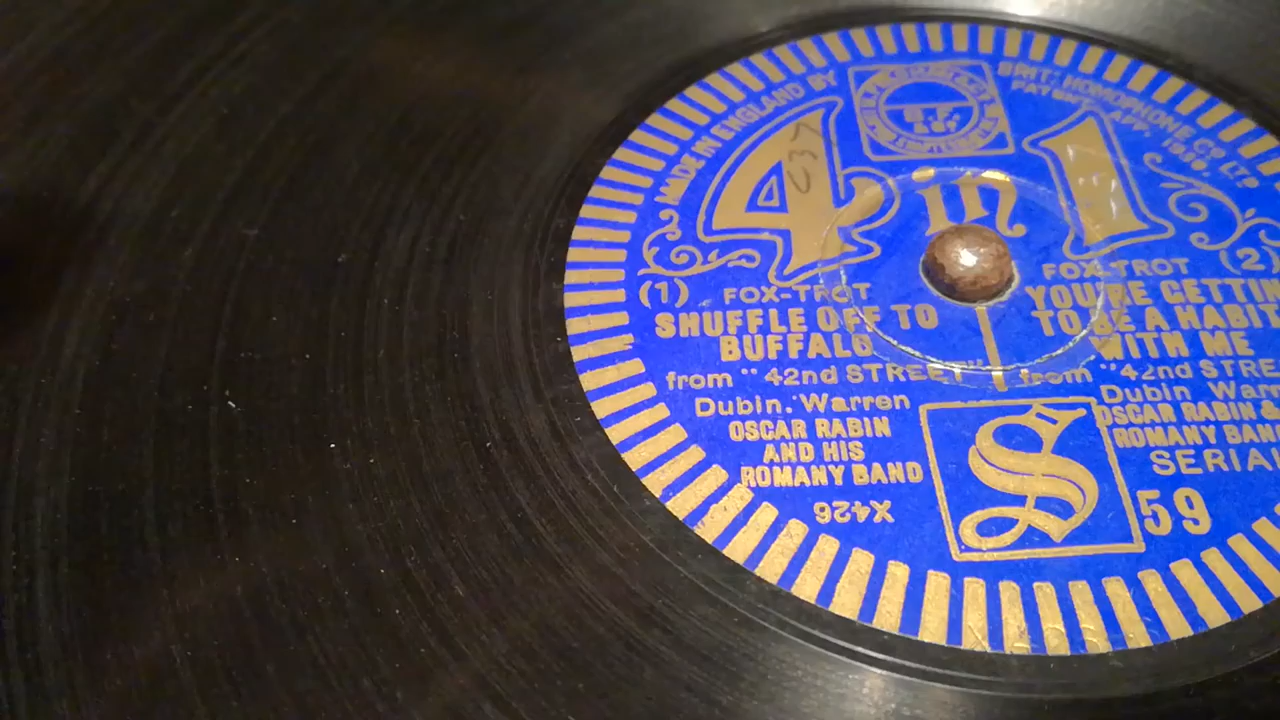 MADE IN ENGLAND BY
BRIT: HOMOPHONE CO LTD
PATENT APP.
4 in 1
C37
(1) FOX-TROT
SHUFFLE OFF TO
BUFFALO
from "42nd STREET"
Dubin. Warren
OSCAR RABIN
AND HIS
ROMANY BAND
X426
FOX-TROT (2)
YOU'RE GETTIN
TO BE A HABIT
WITH ME
from "42nd STRE
Dubin Warr
OSCAR RABIN &
ROMANY BAN
SERIAL
S
59